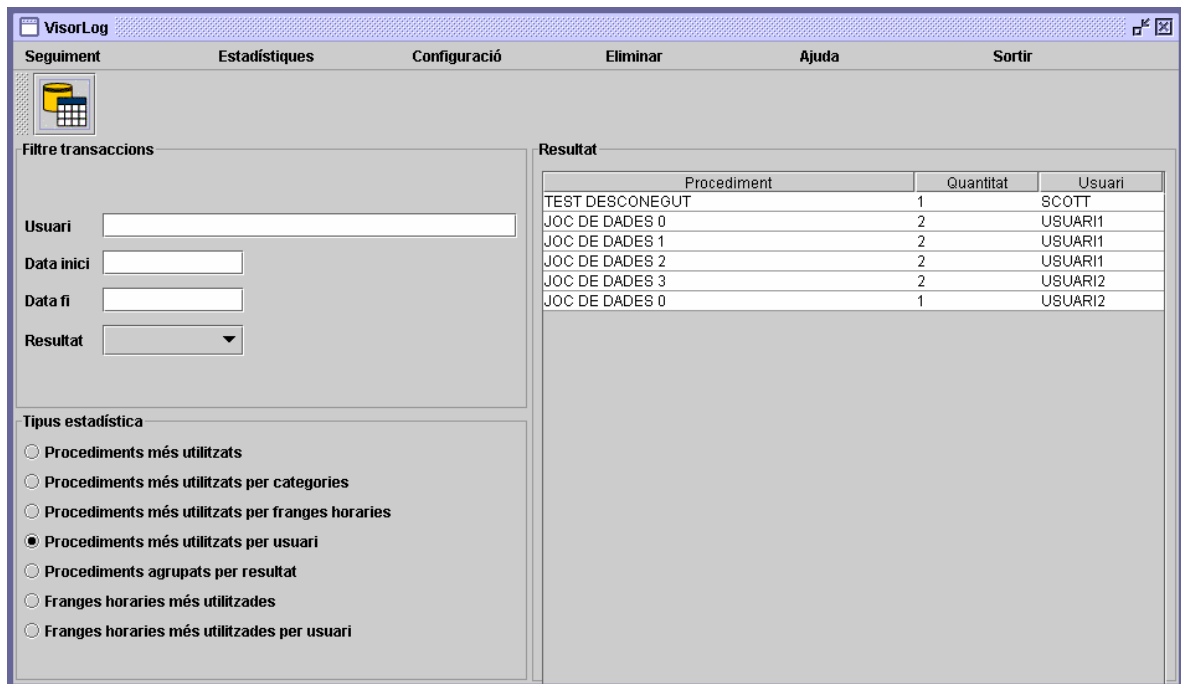 VisorLog
Seguiment Estadístiques Configuració Eliminar Ajuda Sortir
Filtre transaccions
Usuari
Data inici
Data fi
Resultat
Tipus estadística
Procediments més utilitzats
Procediments més utilitzats per categories
Procediments més utilitzats per franges horaries
Procediments més utilitzats per usuari
Procediments agrupats per resultat
Franges horaries més utilitzades
Franges horaries més utilitzades per usuari
Resultat
Procediment Quantitat Usuari
TEST DESCONEGUT 1 SCOTT
JOC DE DADES 0 2 USUARI1
JOC DE DADES 1 2 USUARI1
JOC DE DADES 2 2 USUARI1
JOC DE DADES 3 2 USUARI2
JOC DE DADES 0 1 USUARI2